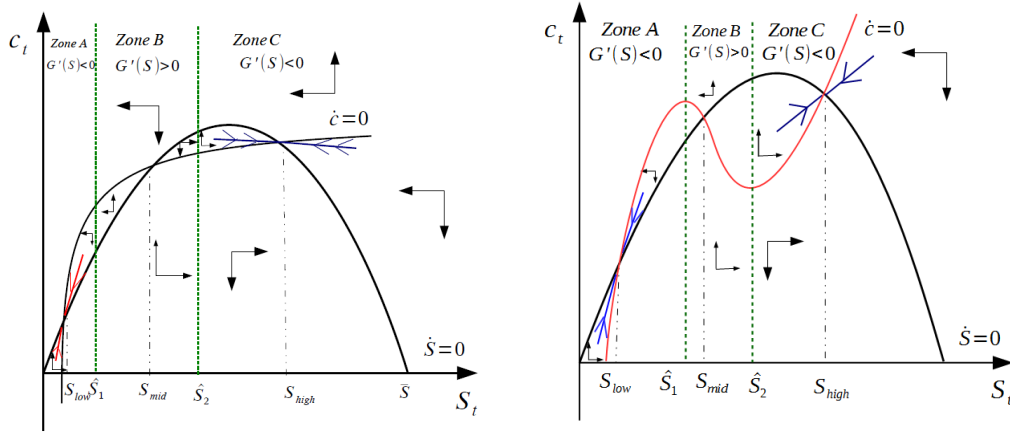 c_t
Zone A
G'(S)<0
Zone B
G'(S)>0
Zone C
G'(S)<0
ċ=0
Ṡ=0
S_low
Ŝ_1
S_mid
Ŝ_2
S_high
S̄
S_t
c_t
Zone A
G'(S)<0
Zone B
G'(S)>0
Zone C
G'(S)<0
ċ=0
Ṡ=0
S_low
Ŝ_1
S_mid
Ŝ_2
S_high
S_t